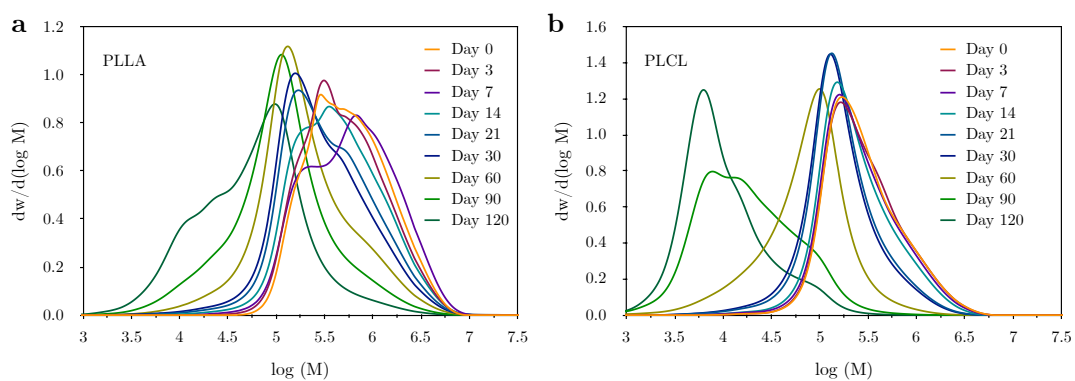 a
PLLA
dw/d(log M)
1.2
1.0
0.8
0.6
0.4
0.2
0.0
3 3.5 4 4.5 5 5.5 6 6.5 7 7.5
log (M)
Day 0
Day 3
Day 7
Day 14
Day 21
Day 30
Day 60
Day 90
Day 120
b
PLCL
dw/d(log M)
1.6
1.4
1.2
1.0
0.8
0.6
0.4
0.2
0.0
3 3.5 4 4.5 5 5.5 6 6.5 7 7.5
log (M)
Day 0
Day 3
Day 7
Day 14
Day 21
Day 30
Day 60
Day 90
Day 120